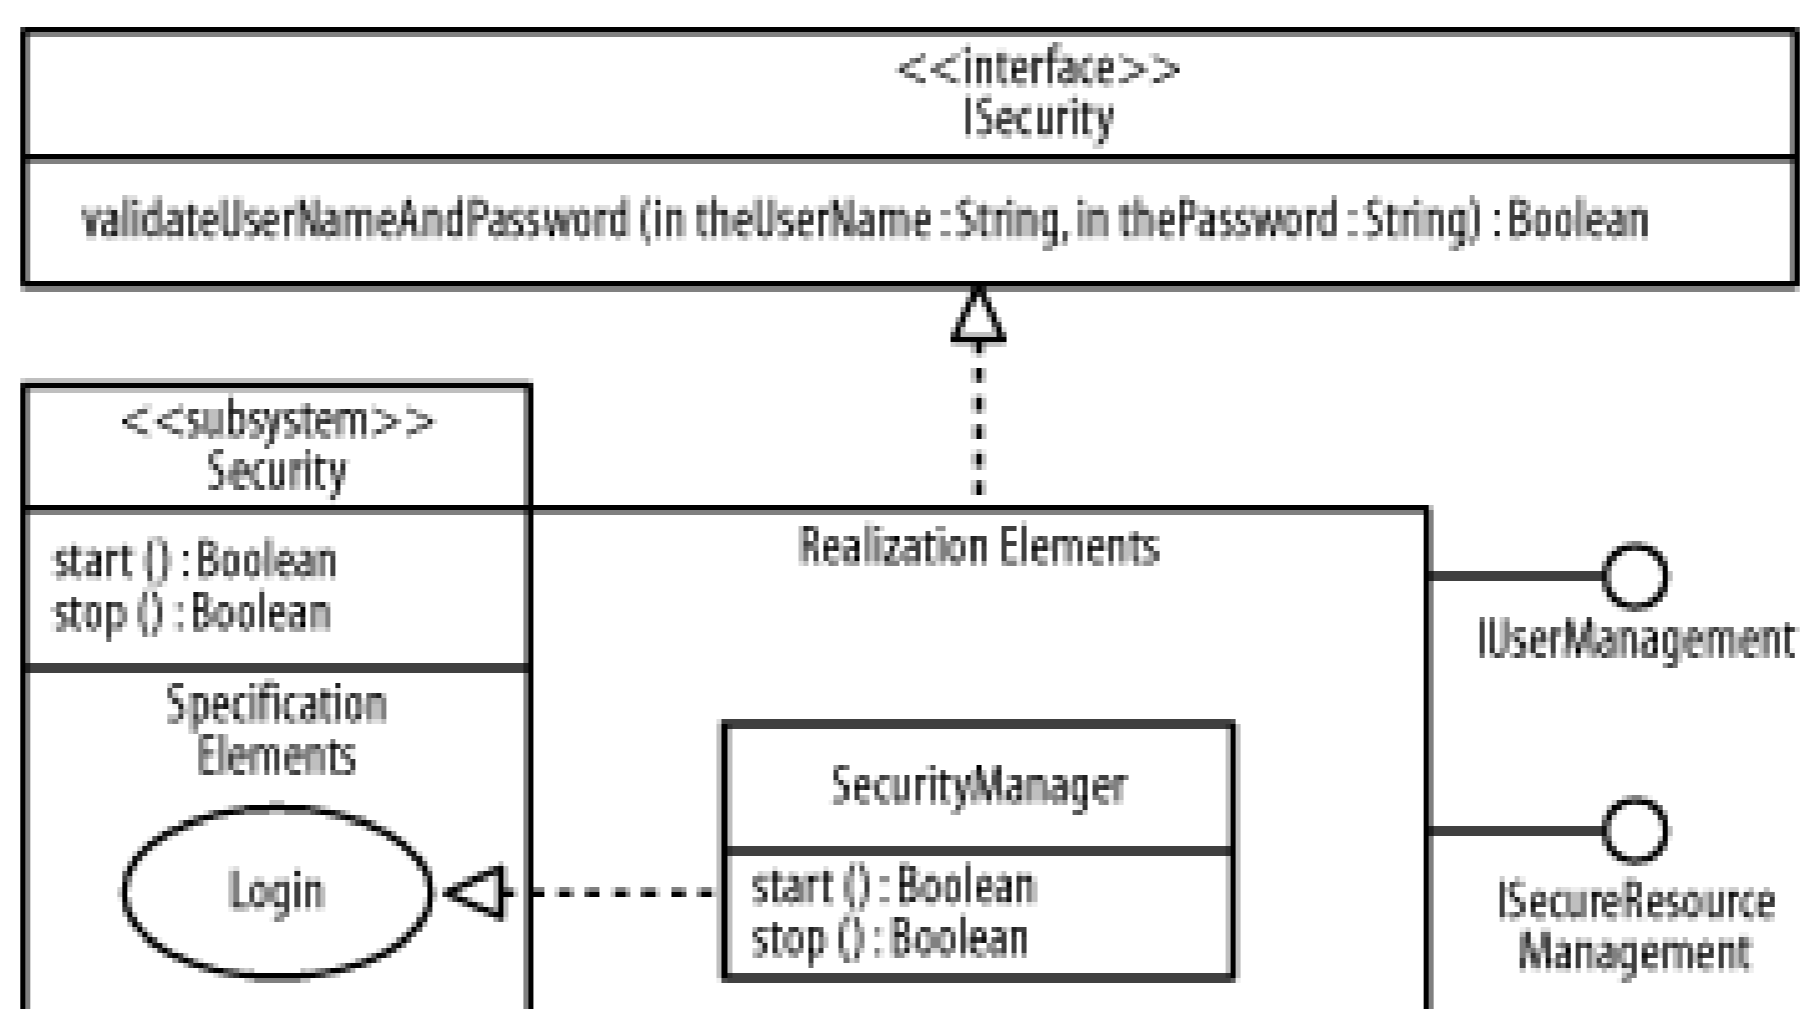 <<interface>>
ISecurity
validateUserNameAndPassword (in theUserName : String, in thePassword : String) : Boolean
<<subsystem>>
Security
start () : Boolean
stop () : Boolean
Realization Elements
IUserManagement
Specification
Elements
SecurityManager
Login
start () : Boolean
stop () : Boolean
ISecureResource
Management